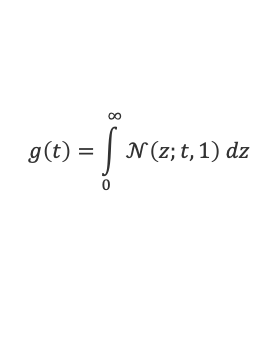 g(t) = ∫₀^∞ 𝒩(z; t, 1) dz